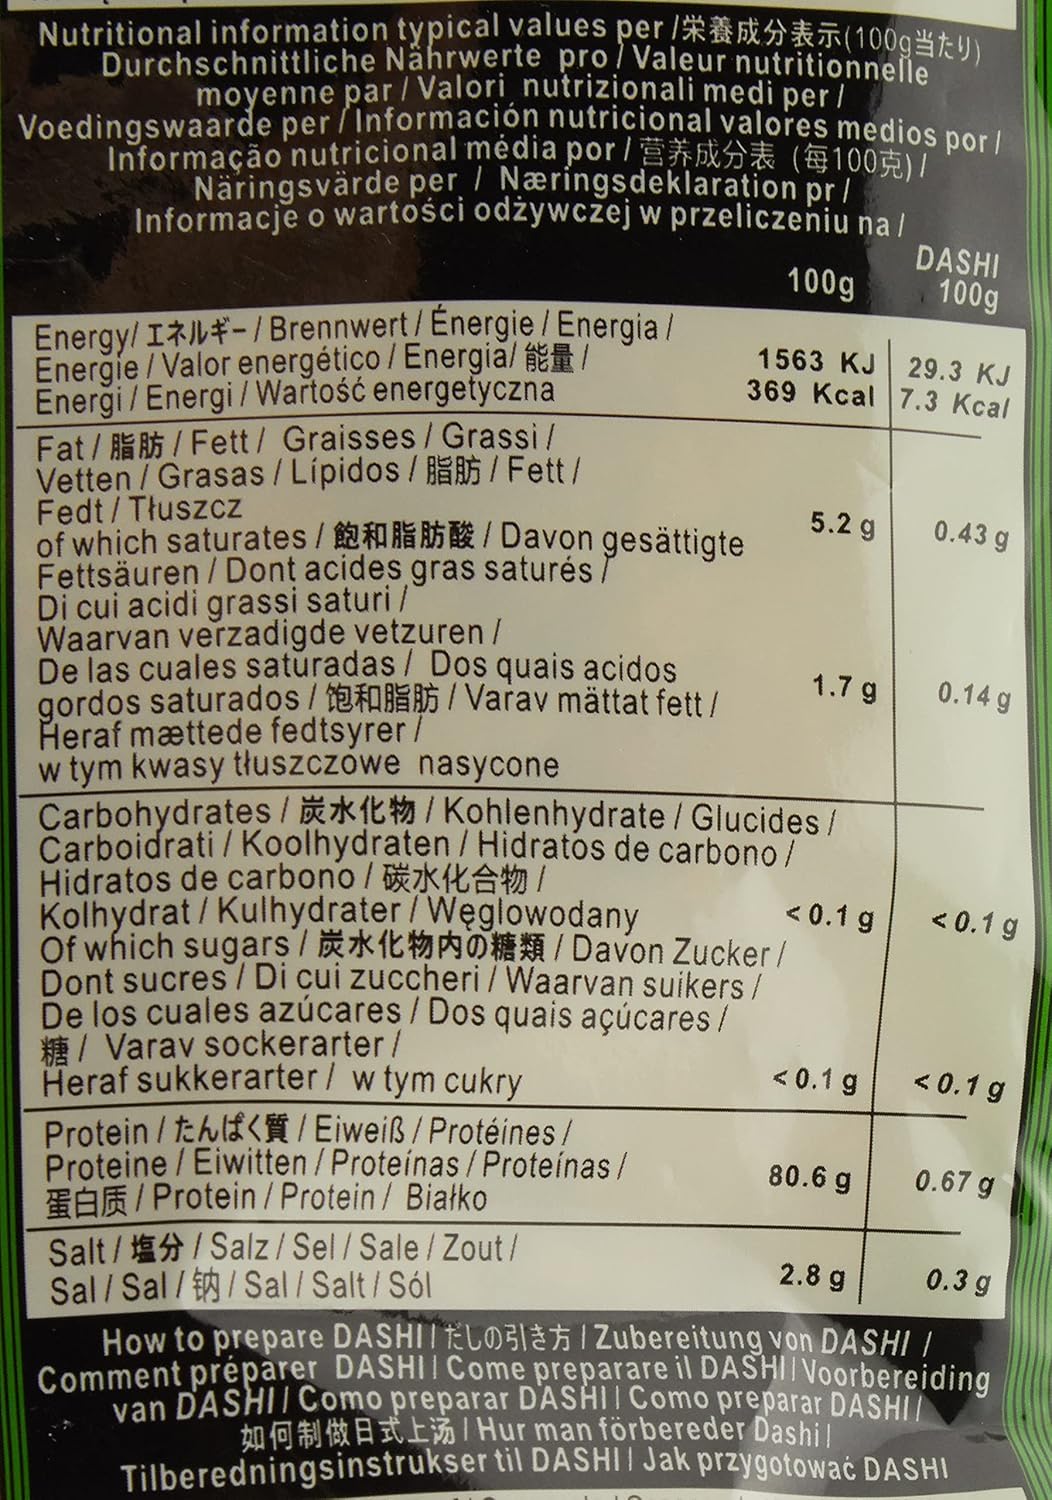 Nutritional information typical values per /栄養成分表示(100g当たり)
Durchschnittliche Nährwerte pro / Valeur nutritionnelle
moyenne par / Valori nutrizionali medi per /
Voedingswaarde per / Información nutricional valores medios por /
Informação nutricional média por / 营养成分表 (每100克) /
Näringsvärde per / Næringsdeklaration pr /
Informacje o wartości odżywczej w przeliczeniu na /
100g
DASHI
100g
Energy/ エネルギー / Brennwert / Énergie / Energia /
Energie / Valor energético / Energia/ 能量 /
Energi / Energi / Wartość energetyczna
1563 KJ 29.3 KJ
369 Kcal 7.3 Kcal
Fat / 脂肪 / Fett / Graisses / Grassi /
Vetten / Grasas / Lípidos / 脂肪 / Fett /
Fedt / Tłuszcz
5.2 g 0.43 g
of which saturates / 飽和脂肪酸 / Davon gesättigte
Fettsäuren / Dont acides gras saturés /
Di cui acidi grassi saturi /
Waarvan verzadigde vetzuren /
De las cuales saturadas / Dos quais acidos
gordos saturados / 饱和脂肪 / Varav mättat fett /
Heraf mættede fedtsyrer /
w tym kwasy tłuszczowe nasycone
1.7 g 0.14 g
Carbohydrates / 炭水化物 / Kohlenhydrate / Glucides /
Carboidrati / Koolhydraten / Hidratos de carbono /
Hidratos de carbono / 碳水化合物 /
Kolhydrat / Kulhydrater / Węglowodany
<0.1 g <0.1 g
Of which sugars / 炭水化物内の糖類 / Davon Zucker /
Dont sucres / Di cui zuccheri / Waarvan suikers /
De los cuales azúcares / Dos quais açúcares /
糖 / Varav sockerarter /
Heraf sukkerarter / w tym cukry
<0.1 g <0.1 g
Protein / たんぱく質 / Eiweiß / Protéines /
Proteine / Eiwitten / Proteínas / Proteínas /
蛋白质 / Protein / Protein / Białko
80.6 g 0.67 g
Salt / 塩分 / Salz / Sel / Sale / Zout /
Sal / Sal / 钠 / Sal / Salt / Sól
2.8 g 0.3 g
How to prepare DASHI | だしの引き方 | Zubereitung von DASHI /
Comment préparer DASHI | Come preparare il DASHI | Voorbereiding
van DASHI | Como preparar DASHI | Como preparar DASHI |
如何制做日式上汤 | Hur man förbereder Dashi |
Tilberedningsinstrukser til DASHI | Jak przygotować DASHI